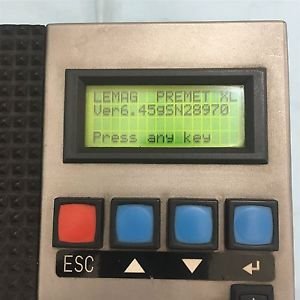 LEMAG PREMET XL
Ver6.45gSN28970
Press any key
ESC ▲ ▼ ↵